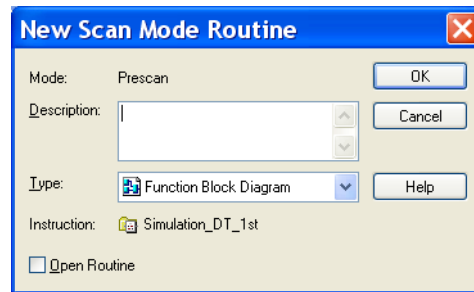 New Scan Mode Routine
Mode: Prescan OK
Description: Cancel
Type: Function Block Diagram Help
Instruction: Simulation_DT_1st
Open Routine